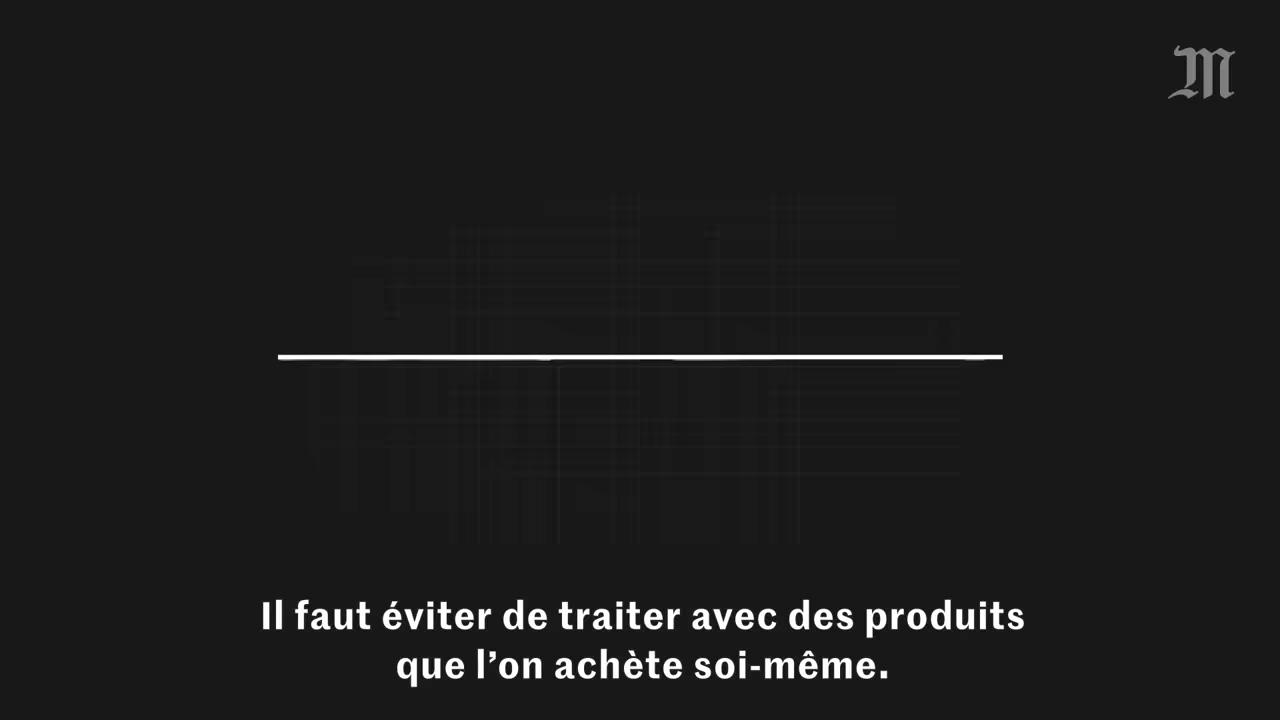 M
Il faut éviter de traiter avec des produits
que l’on achète soi-même.